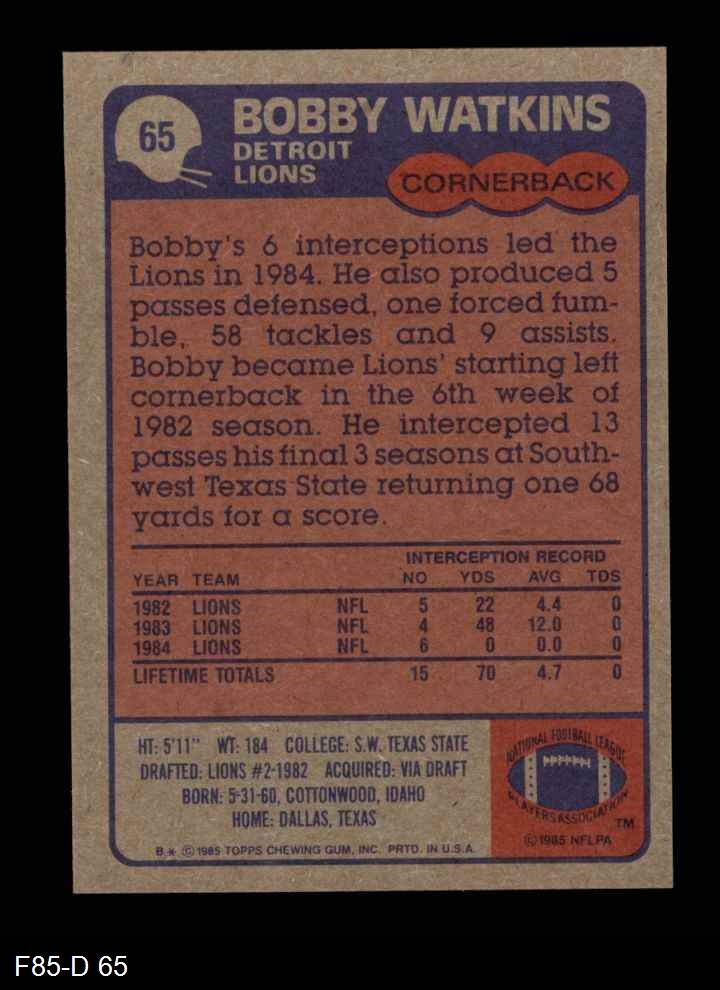 65
BOBBY WATKINS
DETROIT
LIONS
CORNERBACK
Bobby's 6 interceptions led the
Lions in 1984. He also produced 5
passes defensed, one forced fum-
ble, 58 tackles and 9 assists.
Bobby became Lions' starting left
cornerback in the 6th week of
1982 season. He intercepted 13
passes his final 3 seasons at South-
west Texas State returning one 68
yards for a score.
INTERCEPTION RECORD
YEAR TEAM NO YDS AVG TDS
1982 LIONS NFL 5 22 4.4 0
1983 LIONS NFL 4 48 12.0 0
1984 LIONS NFL 6 0 0.0 0
LIFETIME TOTALS 15 70 4.7 0
HT: 5'11" WT: 184 COLLEGE: S.W. TEXAS STATE
DRAFTED: LIONS #2-1982 ACQUIRED: VIA DRAFT
BORN: 5-31-60, COTTONWOOD, IDAHO
HOME: DALLAS, TEXAS
B* © 1985 TOPPS CHEWING GUM, INC. PRTD. IN U.S.A.
NATIONAL FOOTBALL LEAGUE
PLAYERS ASSOCIATION
TM
© 1985 NFLPA
F85-D 65